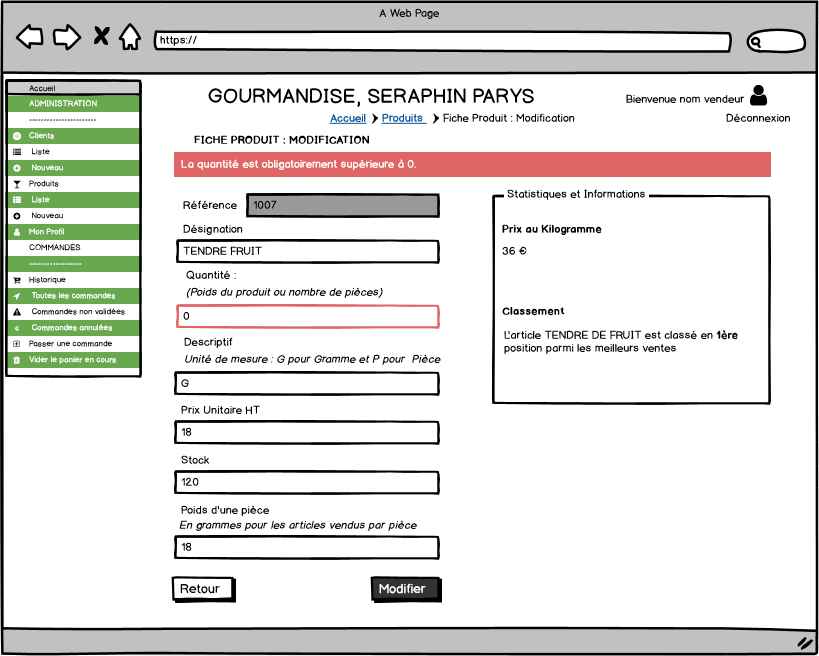 A Web Page
https://
Accueil
ADMINISTRATION
-----------------------
Clients
Liste
Nouveau
Produits
Liste
Nouveau
Mon Profil
COMMANDES
------------------
Historique
Toutes les commandes
Commandes non validées
Commandes annulées
Passer une commande
Vider le panier en cours
GOURMANDISE, SERAPHIN PARYS
Bienvenue nom vendeur
Accueil Produits Fiche Produit : Modification
Déconnexion
FICHE PRODUIT : MODIFICATION
La quantité est obligatoirement supérieure à 0.
Référence 1007
Désignation
TENDRE FRUIT
Quantité :
(Poids du produit ou nombre de pièces)
0
Descriptif
Unité de mesure : G pour Gramme et P pour Pièce
G
Prix Unitaire HT
18
Stock
120
Poids d'une pièce
En grammes pour les articles vendus par pièce
18
Retour Modifier
Statistiques et Informations
Prix au Kilogramme
36 €
Classement
L'article TENDRE DE FRUIT est classé en 1ère
position parmi les meilleurs ventes